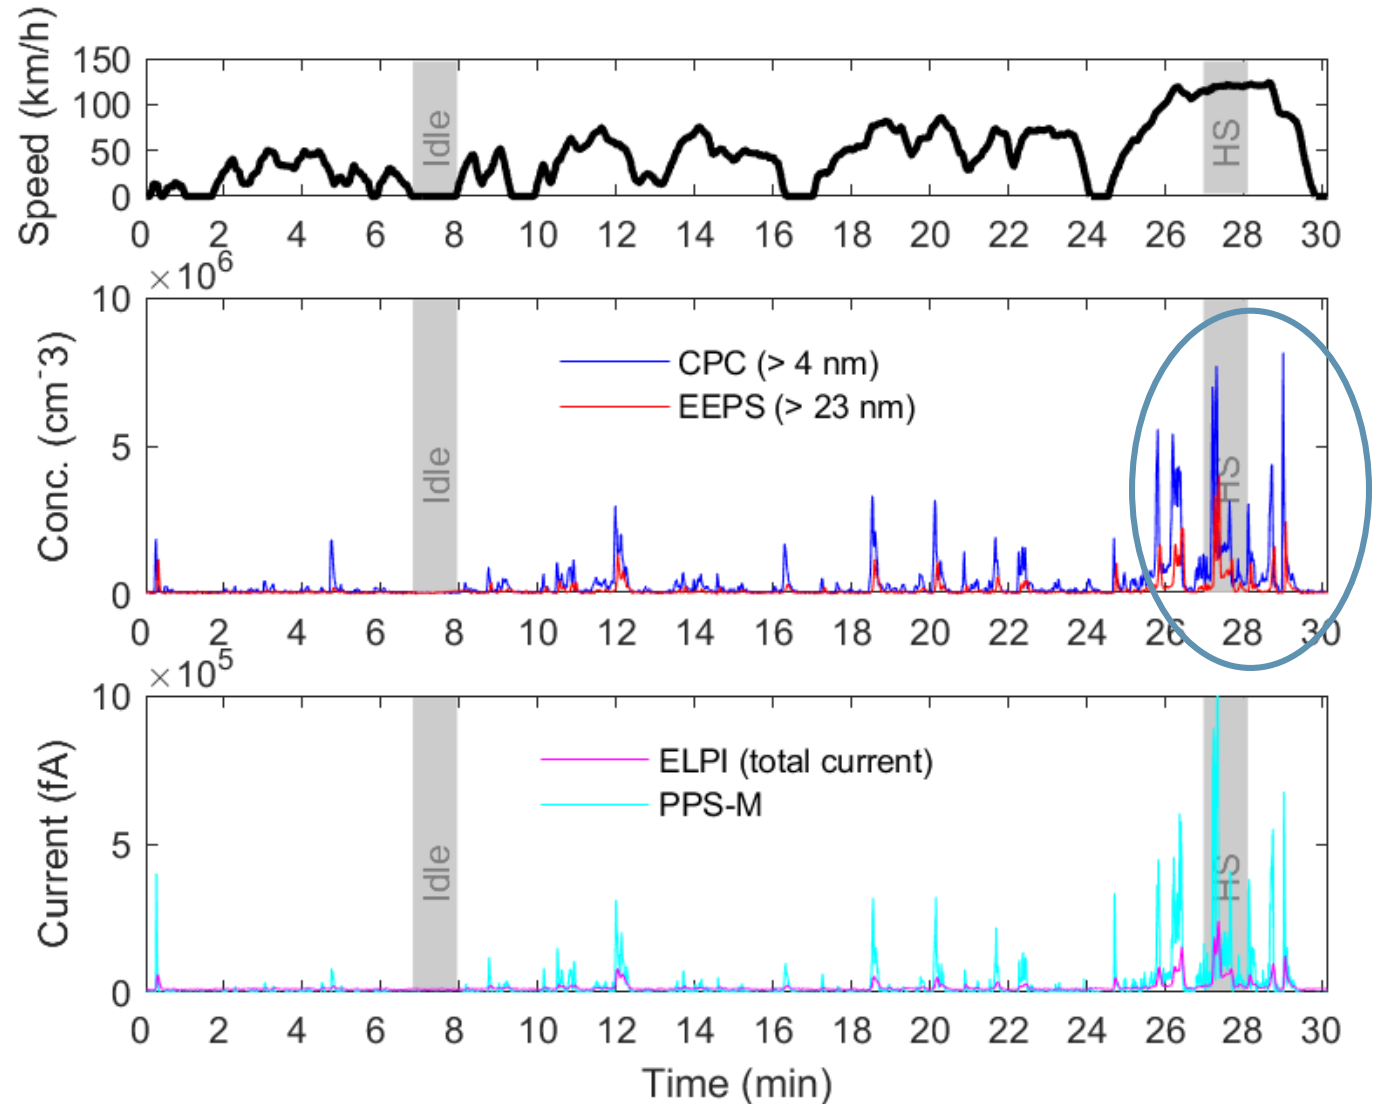 Speed (km/h)
150
100
50
0
Idle
HS
0 2 4 6 8 10 12 14 16 18 20 22 24 26 28 30
×10^6
Conc. (cm^-3)
10
5
0
CPC (> 4 nm)
EEPS (> 23 nm)
Idle
HS
0 2 4 6 8 10 12 14 16 18 20 22 24 26 28 30
×10^5
Current (fA)
10
5
0
ELPI (total current)
PPS-M
Idle
HS
0 2 4 6 8 10 12 14 16 18 20 22 24 26 28 30
Time (min)